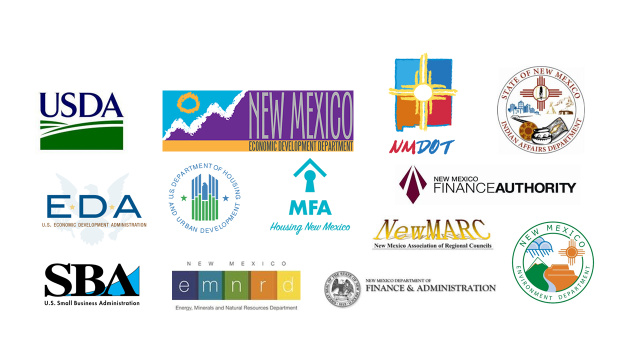 USDA
NEW MEXICO
ECONOMIC DEVELOPMENT DEPARTMENT
NMDOT
STATE OF NEW MEXICO
INDIAN AFFAIRS DEPARTMENT
EDA
U.S. ECONOMIC DEVELOPMENT ADMINISTRATION
U.S. DEPARTMENT OF HOUSING
AND URBAN DEVELOPMENT
MFA
Housing New Mexico
NEW MEXICO
FINANCEAUTHORITY
NewMARC
New Mexico Association of Regional Councils
NEW MEXICO
ENVIRONMENT DEPARTMENT
SBA
U.S. Small Business Administration
NEW MEXICO
emnrd
Energy, Minerals and Natural Resources Department
NEW MEXICO DEPARTMENT OF
FINANCE & ADMINISTRATION